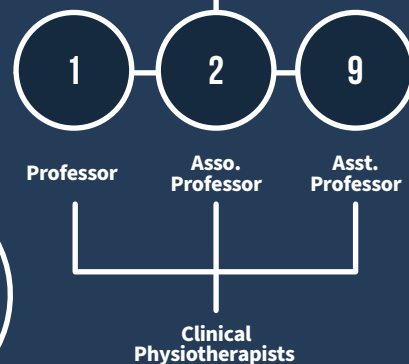 1
2
9
Professor
Asso.
Professor
Asst.
Professor
Clinical
Physiotherapists